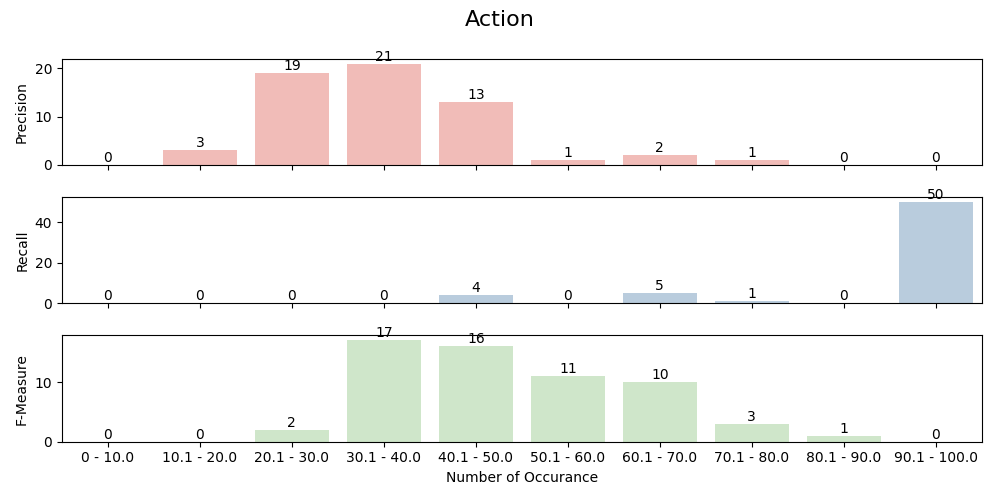 Action
Precision
20
10
0
0 3 19 21 13 1 2 1 0 0
Recall
40
20
0
0 0 0 0 4 0 5 1 0 50
F-Measure
10
0
0 0 2 17 16 11 10 3 1 0
0 - 10.0 10.1 - 20.0 20.1 - 30.0 30.1 - 40.0 40.1 - 50.0 50.1 - 60.0 60.1 - 70.0 70.1 - 80.0 80.1 - 90.0 90.1 - 100.0
Number of Occurance